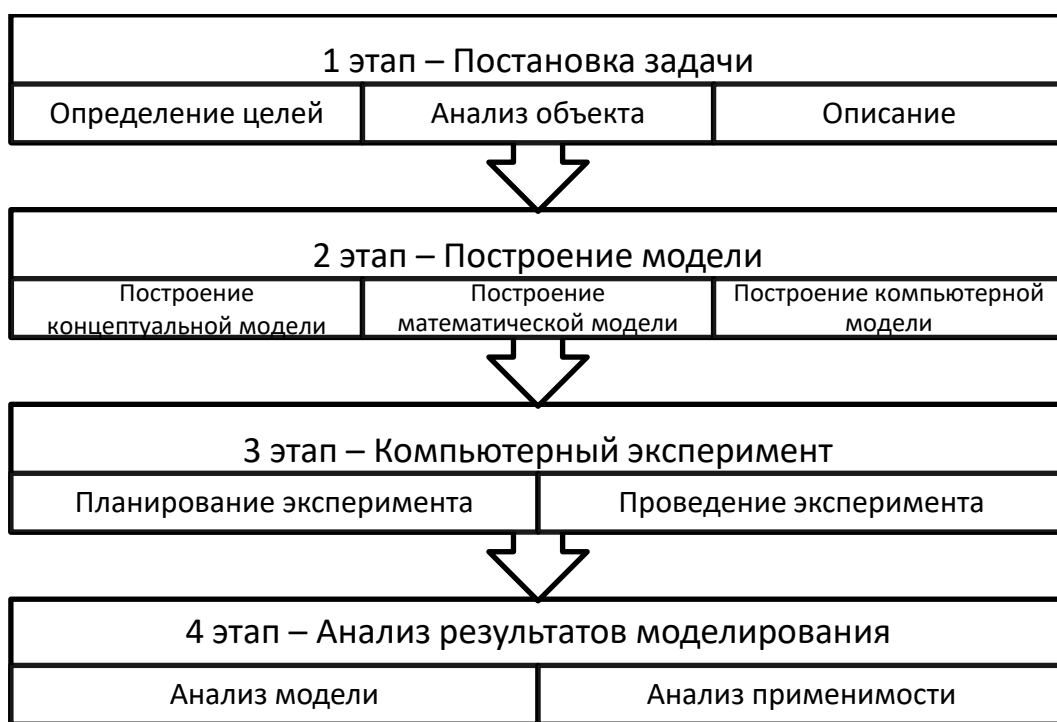 1 этап – Постановка задачи
Определение целей
Анализ объекта
Описание
2 этап – Построение модели
Построение
концептуальной модели
Построение
математической модели
Построение компьютерной
модели
3 этап – Компьютерный эксперимент
Планирование эксперимента
Проведение эксперимента
4 этап – Анализ результатов моделирования
Анализ модели
Анализ применимости